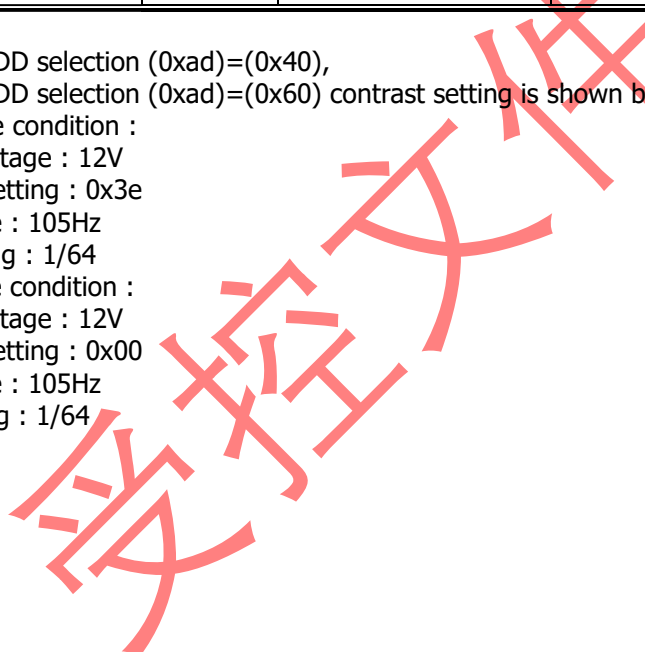 DD selection (0xad)=(0x40),
DD selection (0xad)=(0x60) contrast setting is shown b
e condition :
tage : 12V
etting : 0x3e
e : 105Hz
g : 1/64
e condition :
tage : 12V
etting : 0x00
e : 105Hz
g : 1/64
受控文件